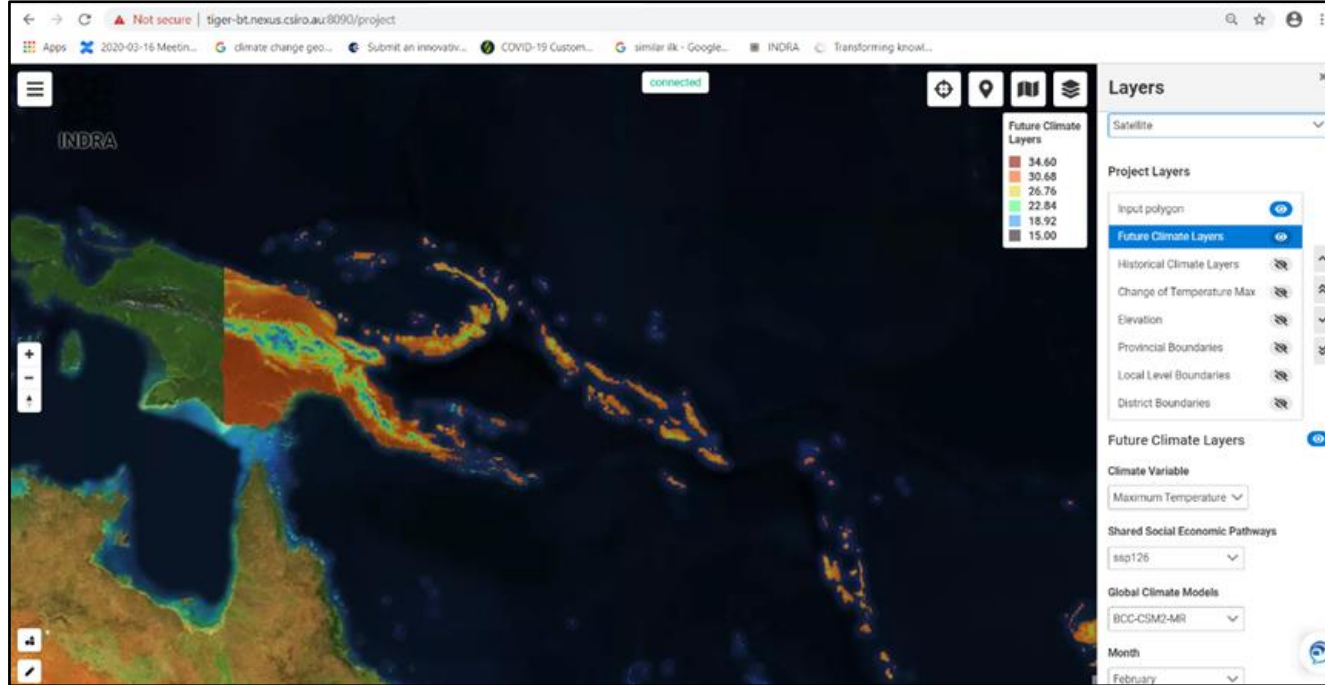 Not secure | tiger-bt.nexus.csiro.au:8090/project
Apps 2020-03-16 Meetin... climate change geo... Submit an innovativ... COVID-19 Custom... similar ilk - Google... INDRA Transforming knowl...
connected
INDRA
Future Climate
Layers
34.60
30.68
26.76
22.84
18.92
15.00
Layers
Satellite
Project Layers
Input polygon
Future Climate Layers
Historical Climate Layers
Change of Temperature Max
Elevation
Provincial Boundaries
Local Level Boundaries
District Boundaries
Future Climate Layers
Climate Variable
Maximum Temperature
Shared Social Economic Pathways
ssp126
Global Climate Models
BCC-CSM2-MR
Month
February